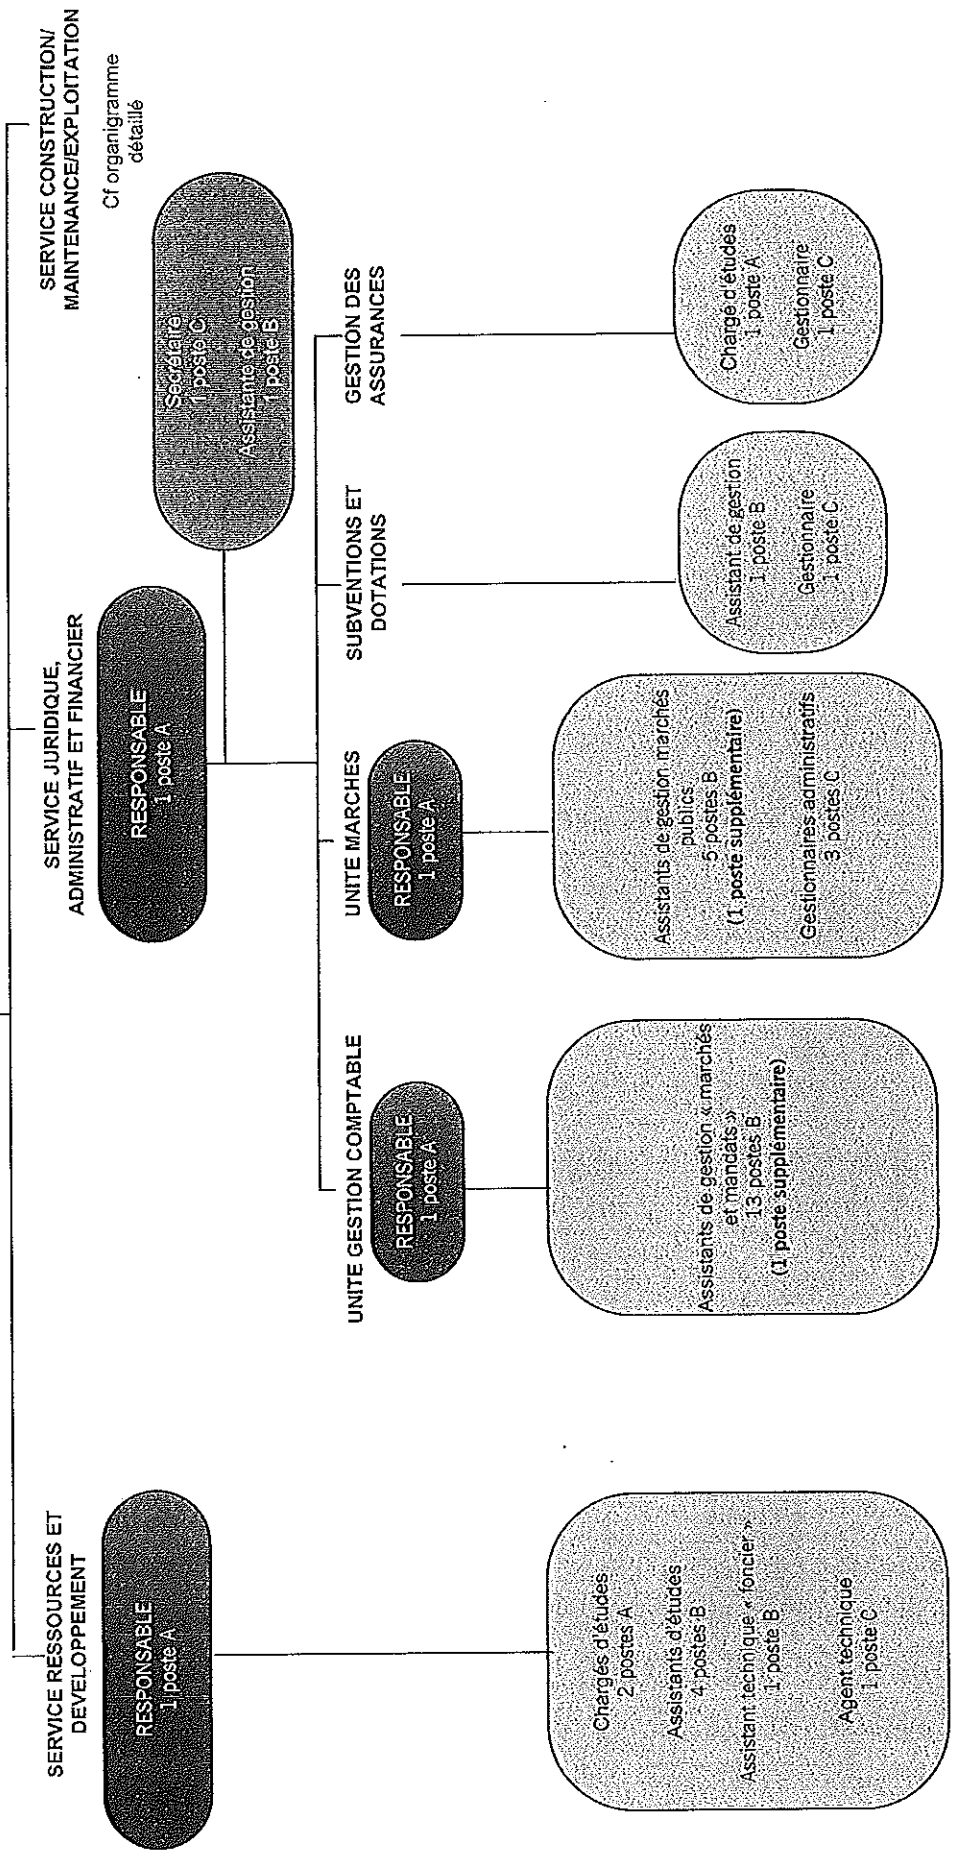 SERVICE RESSOURCES ET
DEVELOPPEMENT
RESPONSABLE
1 poste A
Chargés d'études
2 postes A
Assistants d'études
4 postes B
Assistant technique « foncier »
1 poste B
Agent technique
1 poste C
SERVICE JURIDIQUE,
ADMINISTRATIF ET FINANCIER
RESPONSABLE
1 poste A
Secrétaire
1 poste C
Assistante de gestion
1 poste B
UNITE GESTION COMPTABLE
RESPONSABLE
1 poste A
Assistants de gestion « marchés
et mandats »
13 postes B
(1 poste supplémentaire)
UNITE MARCHES
RESPONSABLE
1 poste A
Assistants de gestion marchés
publics
5 postes B
(1 poste supplémentaire)
Gestionnaires administratifs
3 postes C
SUBVENTIONS ET
DOTATIONS
Assistant de gestion
1 poste B
Gestionnaire
1 poste C
GESTION DES
ASSURANCES
Chargé d'études
1 poste A
Gestionnaire
1 poste C
SERVICE CONSTRUCTION/
MAINTENANCE/EXPLOITATION
Cf organigramme
détaillé